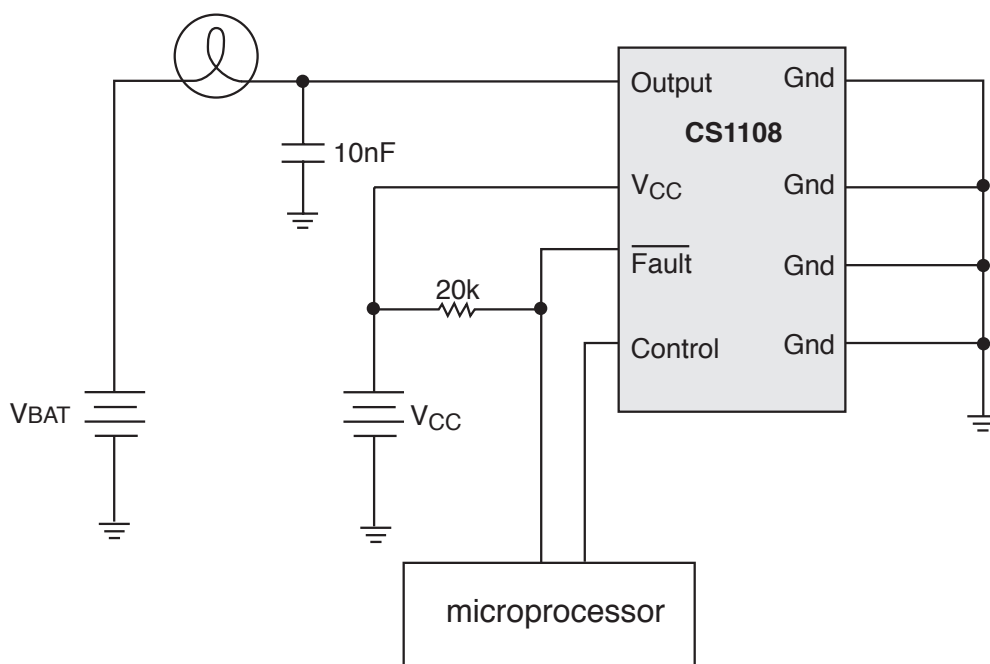 Output
Gnd
CS1108
10nF
VCC
Gnd
Fault
Gnd
20k
Control
Gnd
VBAT
VCC
microprocessor